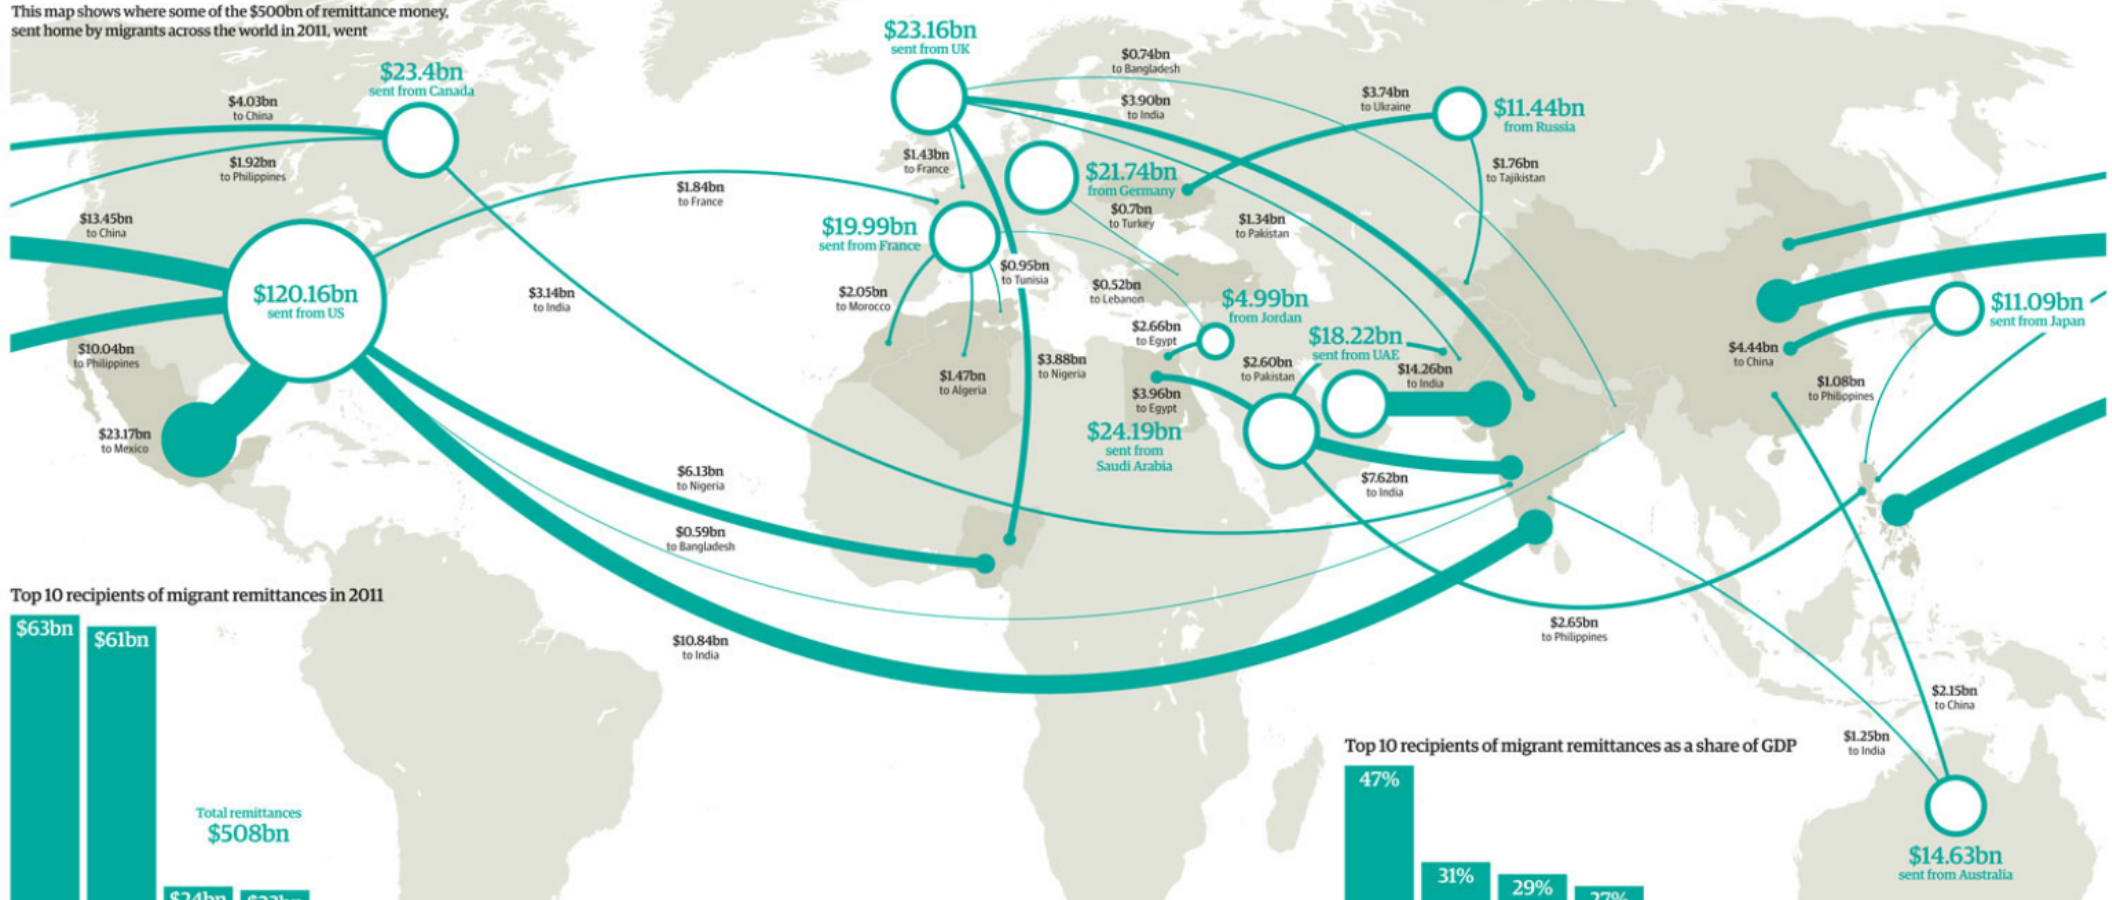 This map shows where some of the $500bn of remittance money,
sent home by migrants across the world in 2011, went
$23.4bn
sent from Canada
$4.03bn
to China
$1.92bn
to Philippines
$13.45bn
to China
$120.16bn
sent from US
$10.04bn
to Philippines
$23.17bn
to Mexico
$1.84bn
to France
$3.14bn
to India
$6.13bn
to Nigeria
$0.59bn
to Bangladesh
$10.84bn
to India
$23.16bn
sent from UK
$0.74bn
to Bangladesh
$3.90bn
to India
$1.43bn
to France
$1.34bn
to Pakistan
$3.88bn
to Nigeria
$21.74bn
from Germany
$0.7bn
to Turkey
$19.99bn
sent from France
$0.95bn
to Tunisia
$2.05bn
to Morocco
$1.47bn
to Algeria
$0.52bn
to Lebanon
$3.74bn
to Ukraine
$11.44bn
from Russia
$1.76bn
to Tajikistan
$4.99bn
from Jordan
$2.66bn
to Egypt
$18.22bn
sent from UAE
$14.26bn
to India
$2.60bn
to Pakistan
$3.96bn
to Egypt
$24.19bn
sent from
Saudi Arabia
$7.62bn
to India
$2.65bn
to Philippines
$11.09bn
sent from Japan
$4.44bn
to China
$1.08bn
to Philippines
$2.15bn
to China
$1.25bn
to India
$14.63bn
sent from Australia
Top 10 recipients of migrant remittances in 2011
$63bn
$61bn
Total remittances
$508bn
$24bn
Top 10 recipients of migrant remittances as a share of GDP
47%
31%
29%
27%